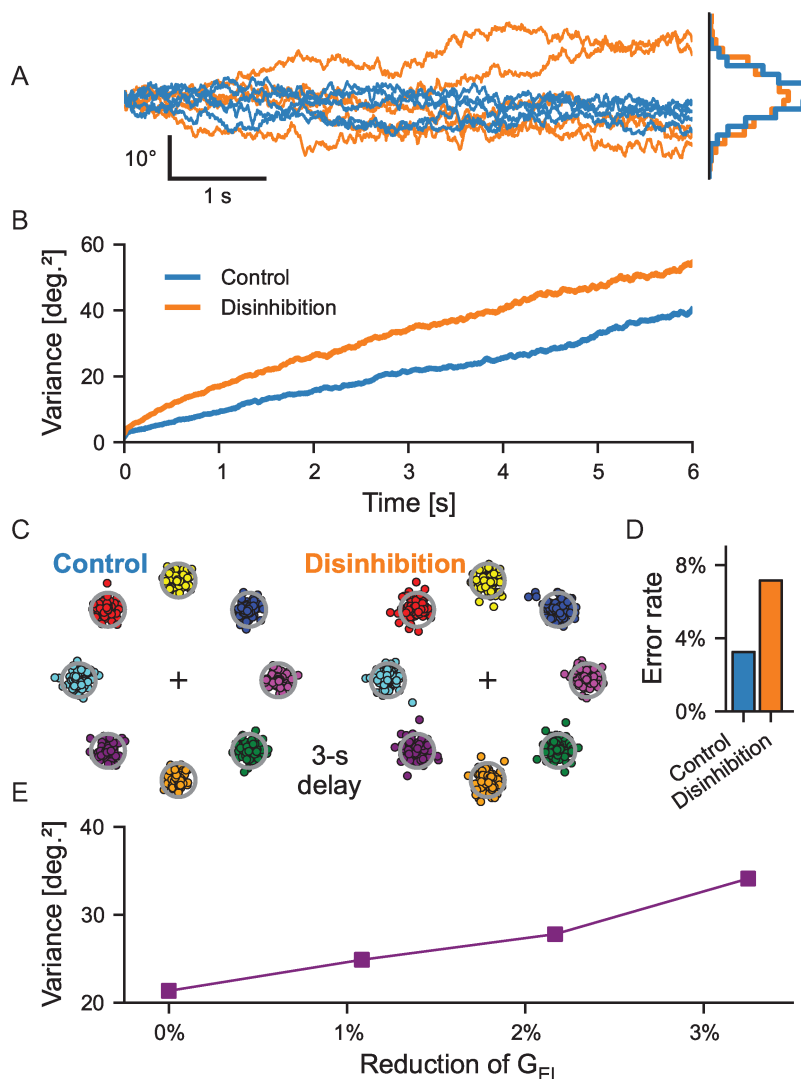 A
10°
1 s
B
Variance [deg.²]
60
40
20
0
Control
Disinhibition
0
1
2
3
4
5
6
Time [s]
C
Control
Disinhibition
+
+
3-s
delay
D
Error rate
8%
4%
0%
Control
Disinhibition
E
Variance [deg.²]
40
30
20
0%
1%
2%
3%
Reduction of G